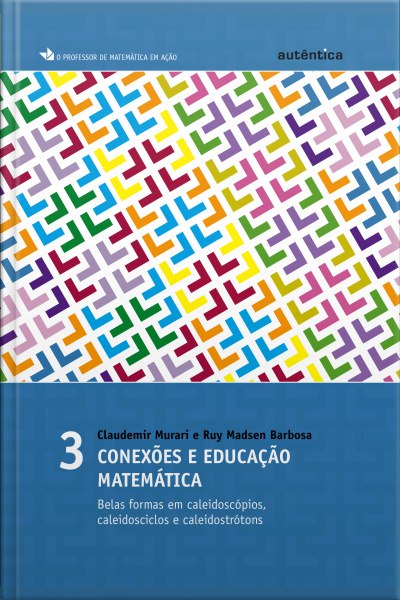 O PROFESSOR DE MATEMÁTICA EM AÇÃO
autêntica
3
Claudemir Murari e Ruy Madsen Barbosa
CONEXÕES E EDUCAÇÃO
MATEMÁTICA
Belas formas em caleidoscópios,
caleidosciclos e caleidostrótons